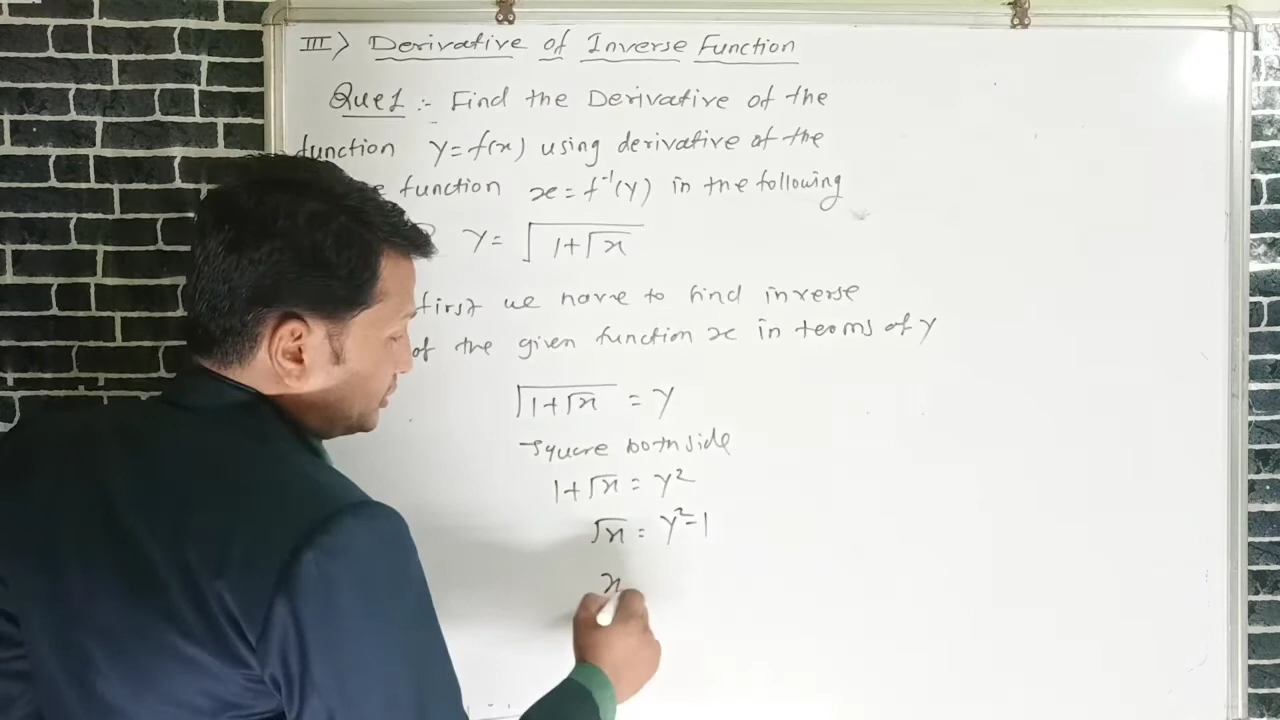 III) Derivative of Inverse Function
Que1 :- Find the Derivative of the
function y=f(x) using derivative of the
function x=f⁻¹(y) in the following
y= √(1+√x)
first we have to find inverse
of the given function x in terms of y
√(1+√x) = y
square both side
1+√x = y²
√x = y²-1
x